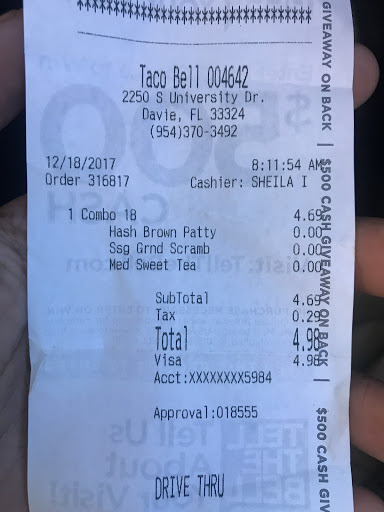 *****************************************
Taco Bell 004642
2250 S University Dr.
Davie, FL 33324
(954)370-3492
12/18/2017 8:11:54 AM
Order 316817 Cashier: SHEILA I
1 Combo 18 4.69
Hash Brown Patty 0.00
Ssg Grnd Scramb 0.00
Med Sweet Tea 0.00
SubTotal 4.69
Tax 0.29
Total 4.98
Visa 4.98
Acct:XXXXXXXX5984
Approval:018555
DRIVE THRU
GIVEAWAY ON BACK | $500 CASH GIVEAWAY ON BACK | $500 CASH GIV